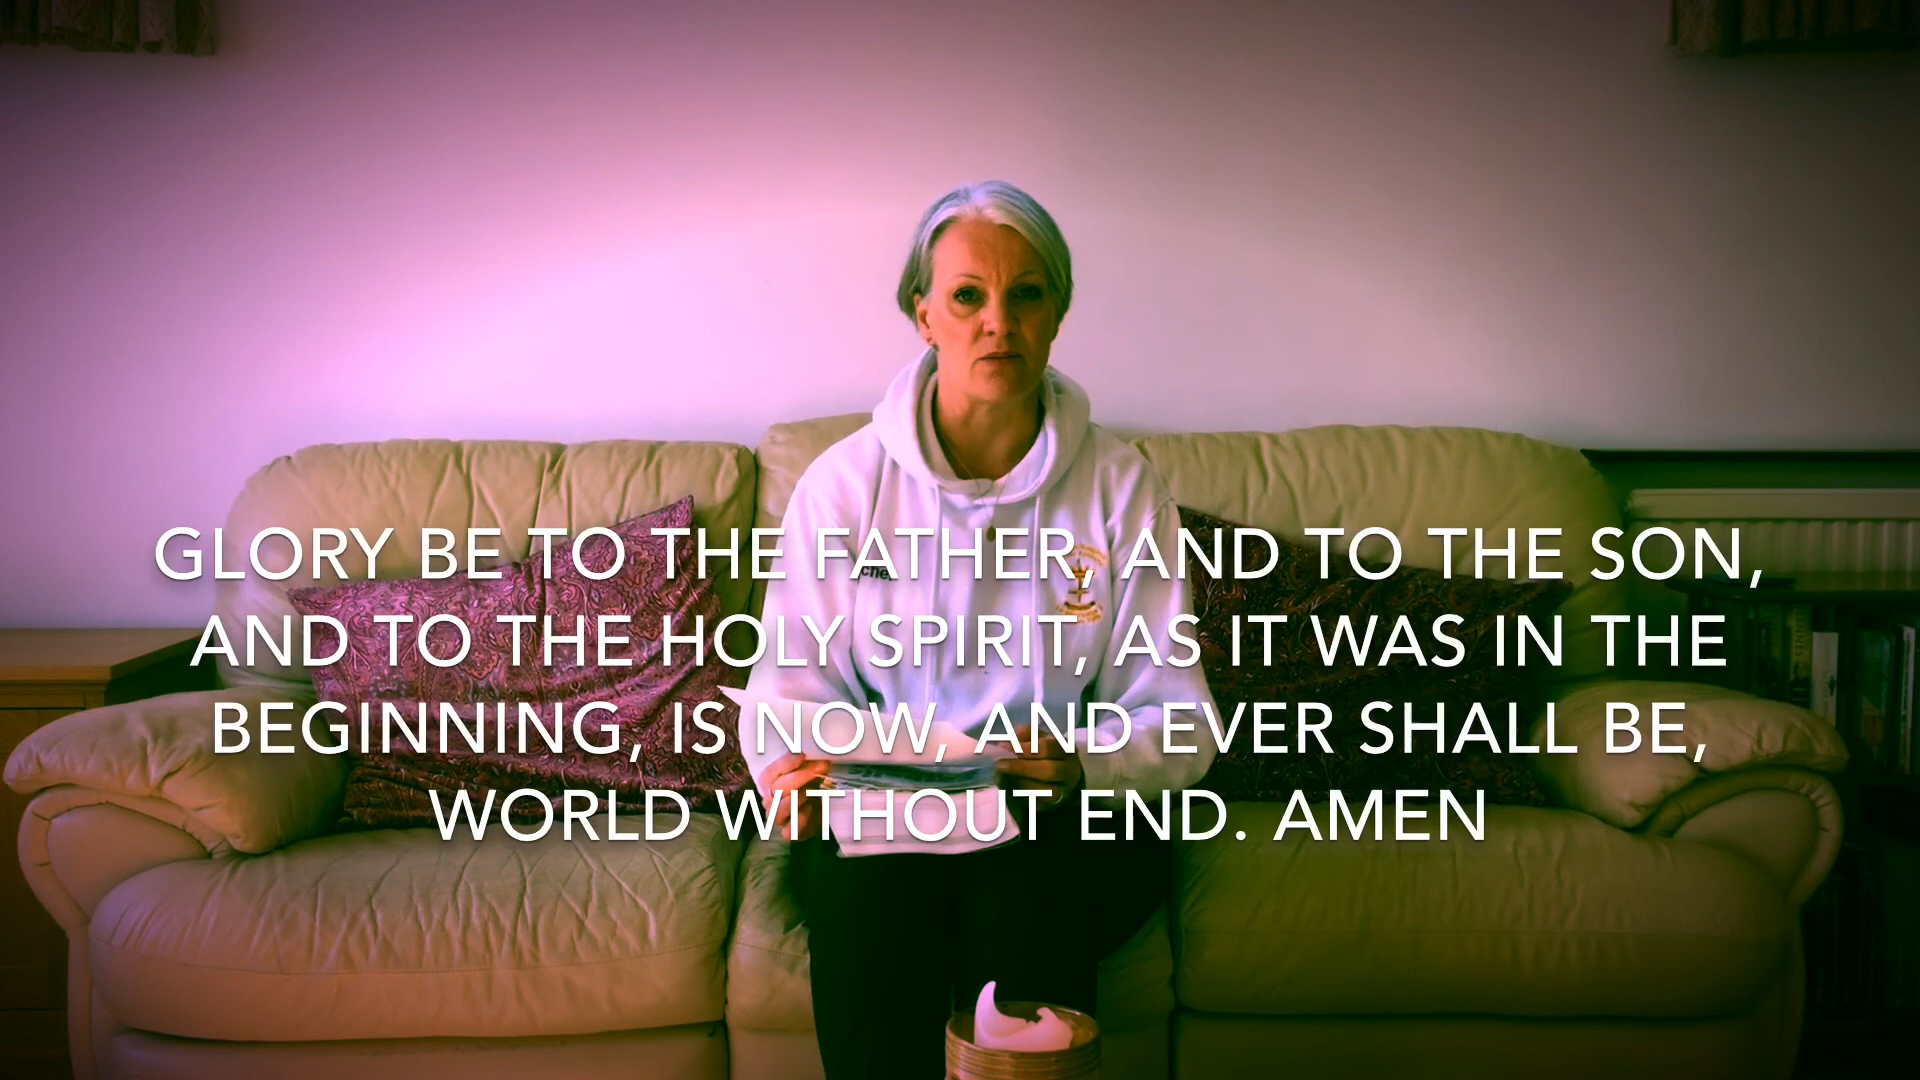 GLORY BE TO THE FATHER, AND TO THE SON,
AND TO THE HOLY SPIRIT, AS IT WAS IN THE
BEGINNING, IS NOW, AND EVER SHALL BE,
WORLD WITHOUT END. AMEN